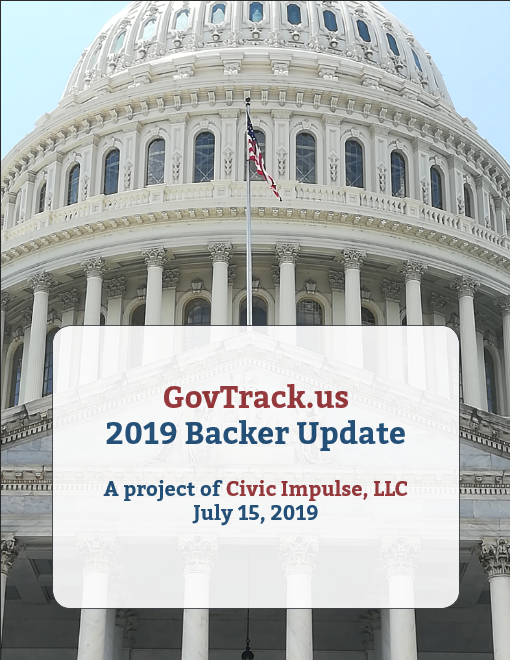 GovTrack.us
2019 Backer Update
A project of Civic Impulse, LLC
July 15, 2019